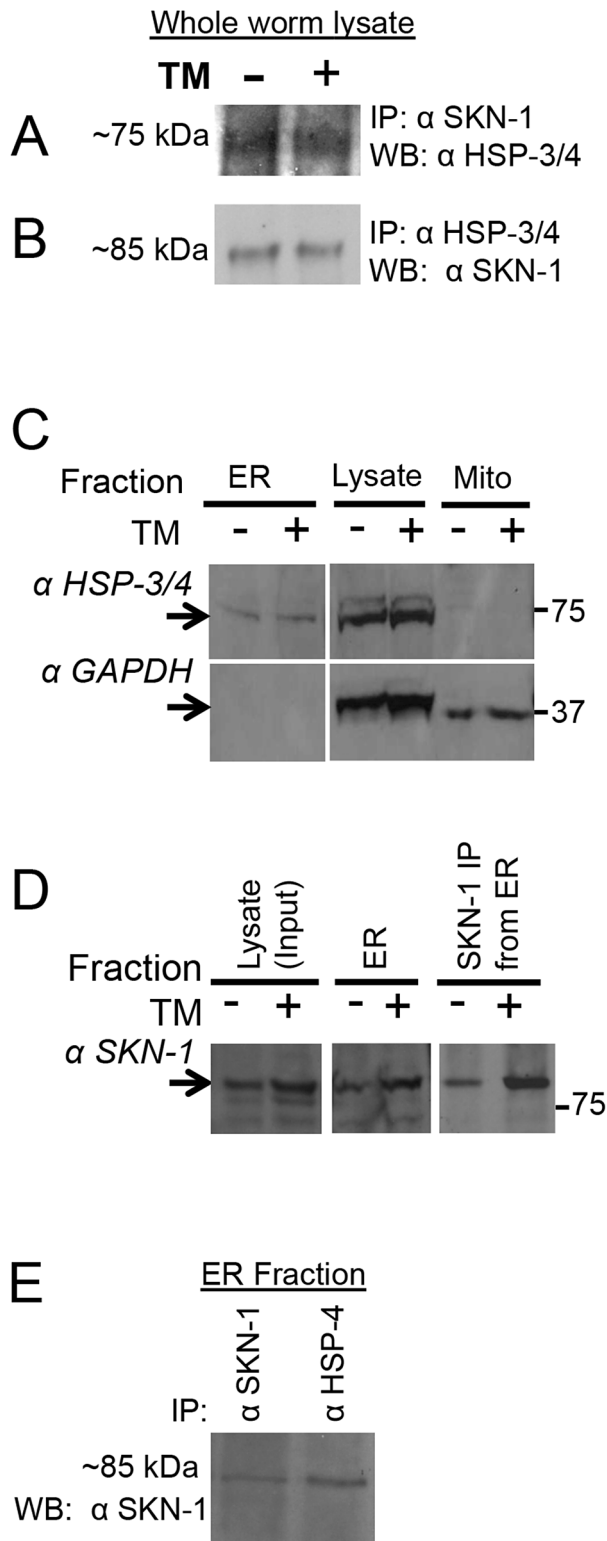 Whole worm lysate
TM - +
A ~75 kDa IP: α SKN-1
WB: α HSP-3/4
B ~85 kDa IP: α HSP-3/4
WB: α SKN-1
C
Fraction ER Lysate Mito
TM - + - + - +
α HSP-3/4
-75
α GAPDH
-37
D
Fraction Lysate (Input) ER SKN-1 IP from ER
TM - + - + - +
α SKN-1
-75
E
ER Fraction
IP: α SKN-1 α HSP-4
~85 kDa
WB: α SKN-1